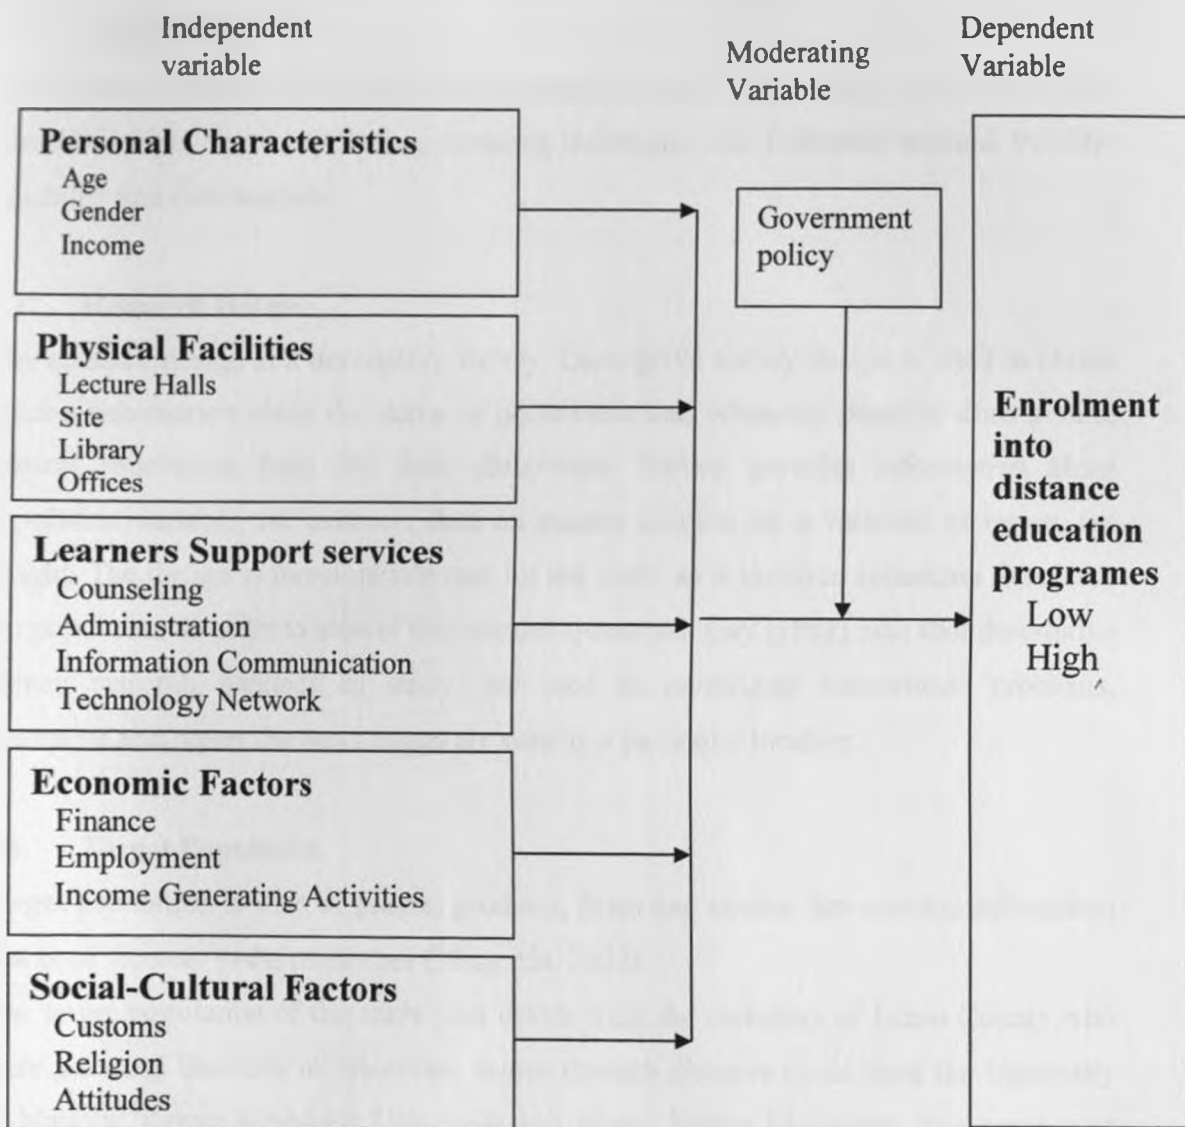 Independent
variable
Moderating
Variable
Dependent
Variable
Personal Characteristics
Age
Gender
Income
Government
policy
Physical Facilities
Lecture Halls
Site
Library
Offices
Learners Support services
Counseling
Administration
Information Communication
Technology Network
Enrolment
into
distance
education
programes
Low
High
Economic Factors
Finance
Employment
Income Generating Activities
Social-Cultural Factors
Customs
Religion
Attitudes